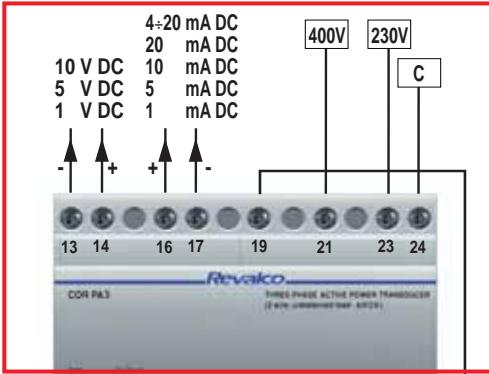 4÷20 mA DC
20 mA DC
10 V DC 10 mA DC
5 V DC 5 mA DC
1 V DC 1 mA DC
400V 230V
C
- + + -
13 14 16 17 19 21 23 24
Revalco
COR PA3 THREE-PHASE ACTIVE POWER TRANSDUCER